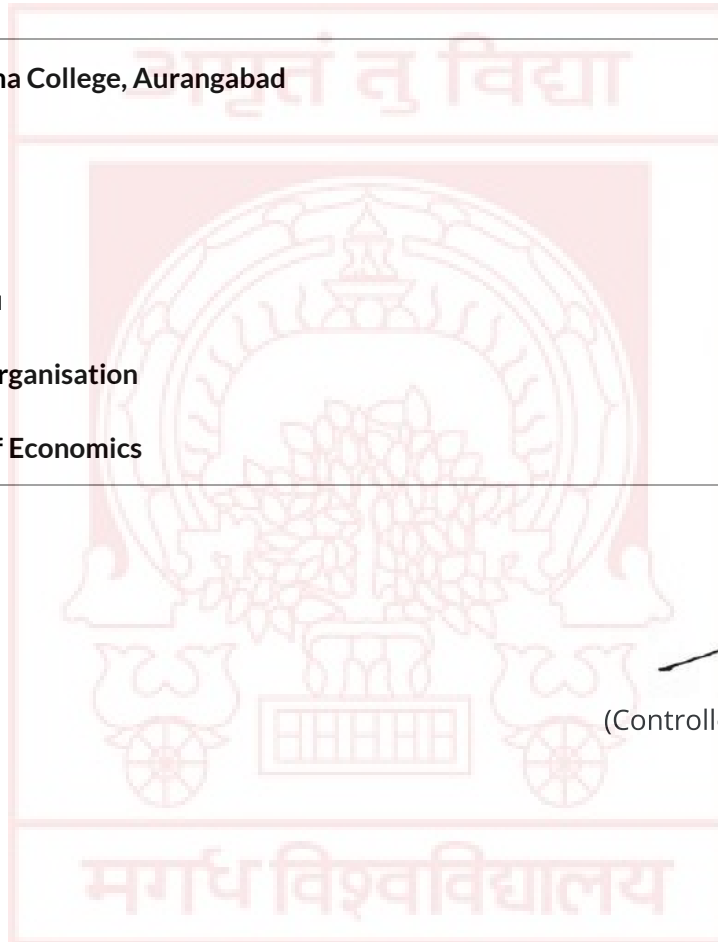 अमृतं तु विद्या
na College, Aurangabad
rganisation
f Economics
(Controll
मगध विश्वविद्यालय